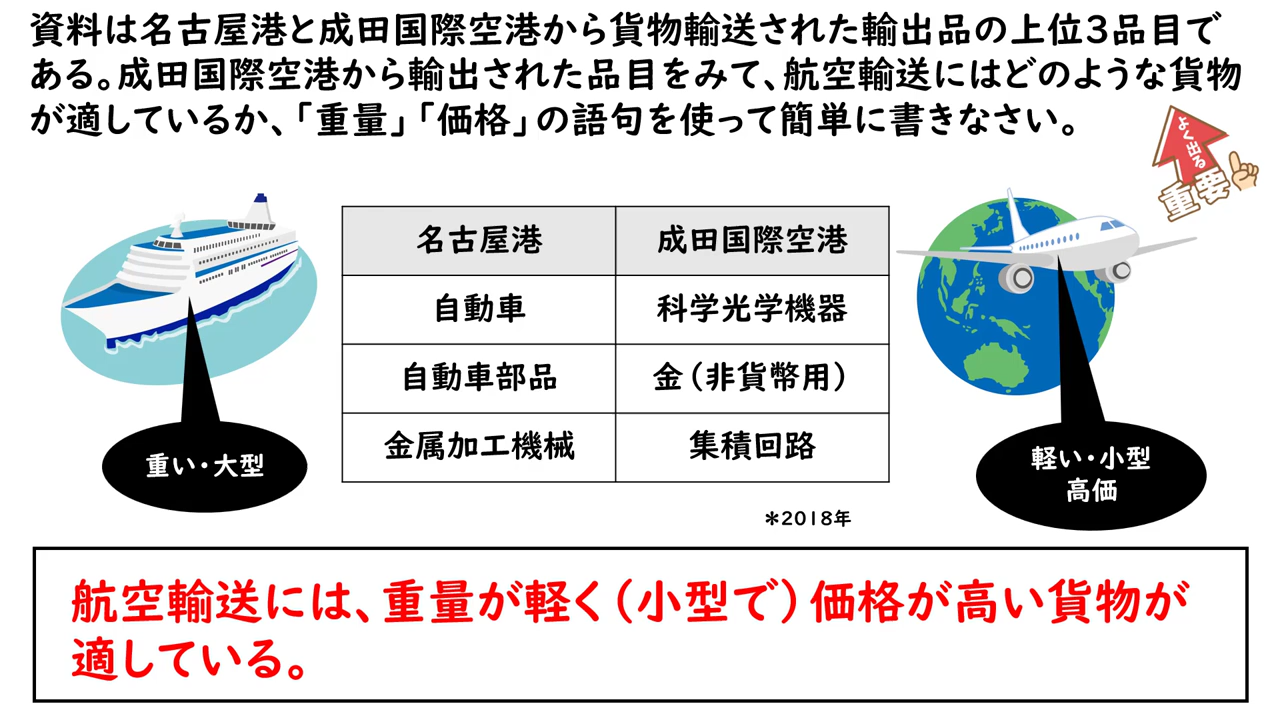 資料は名古屋港と成田国際空港から貨物輸送された輸出品の上位3品目で
ある。成田国際空港から輸出された品目をみて、航空輸送にはどのような貨物
が適しているか、「重量」「価格」の語句を使って簡単に書きなさい。
よく出る
重要
名古屋港 成田国際空港
自動車 科学光学機器
自動車部品 金(非貨幣用)
金属加工機械 集積回路
重い・大型
軽い・小型
高価
*2018年
航空輸送には、重量が軽く(小型で)価格が高い貨物が
適している。